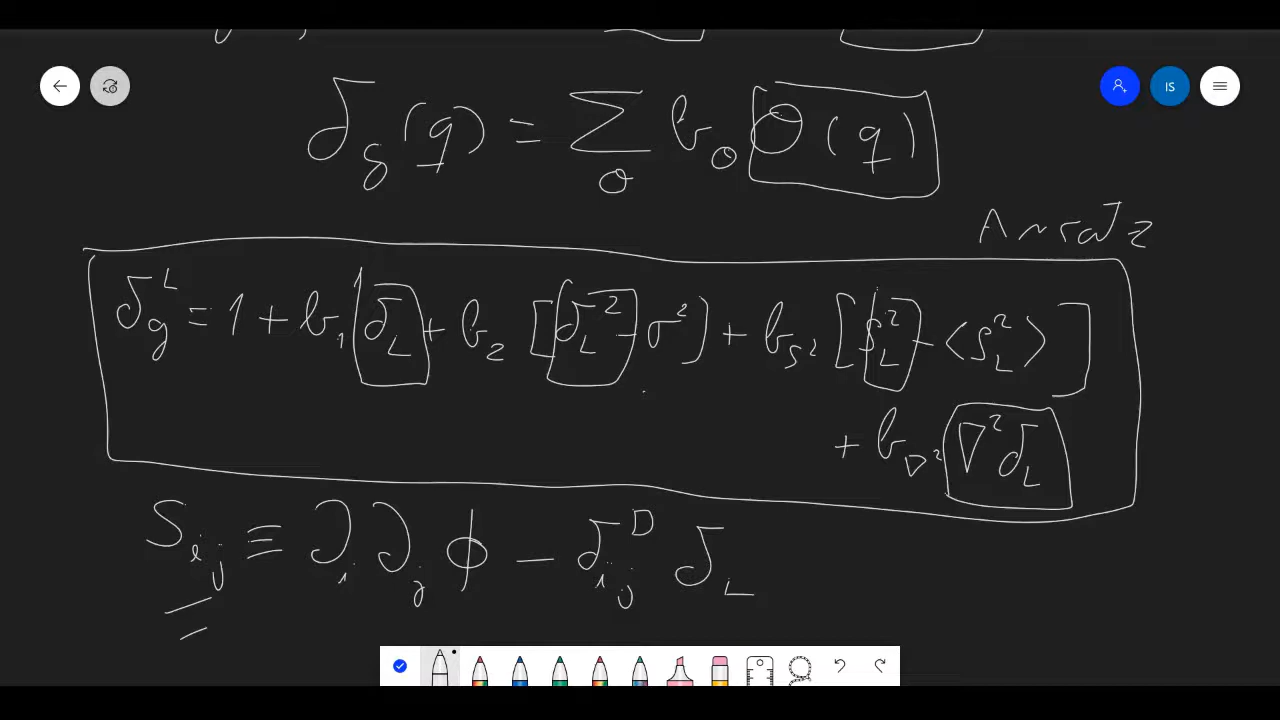 δ_g(q) = Σ_O b_O O(q)
Ansatz
δ_g^L = 1 + b_1 δ_L + b_2 [δ_L^2 - σ^2] + b_{s^2} [s_L^2 - <s_L^2>]
+ b_{∇^2} ∇^2 δ_L
S_{ij} ≡ ∂_i ∂_j ϕ - δ_{ij}^D δ_L
IS